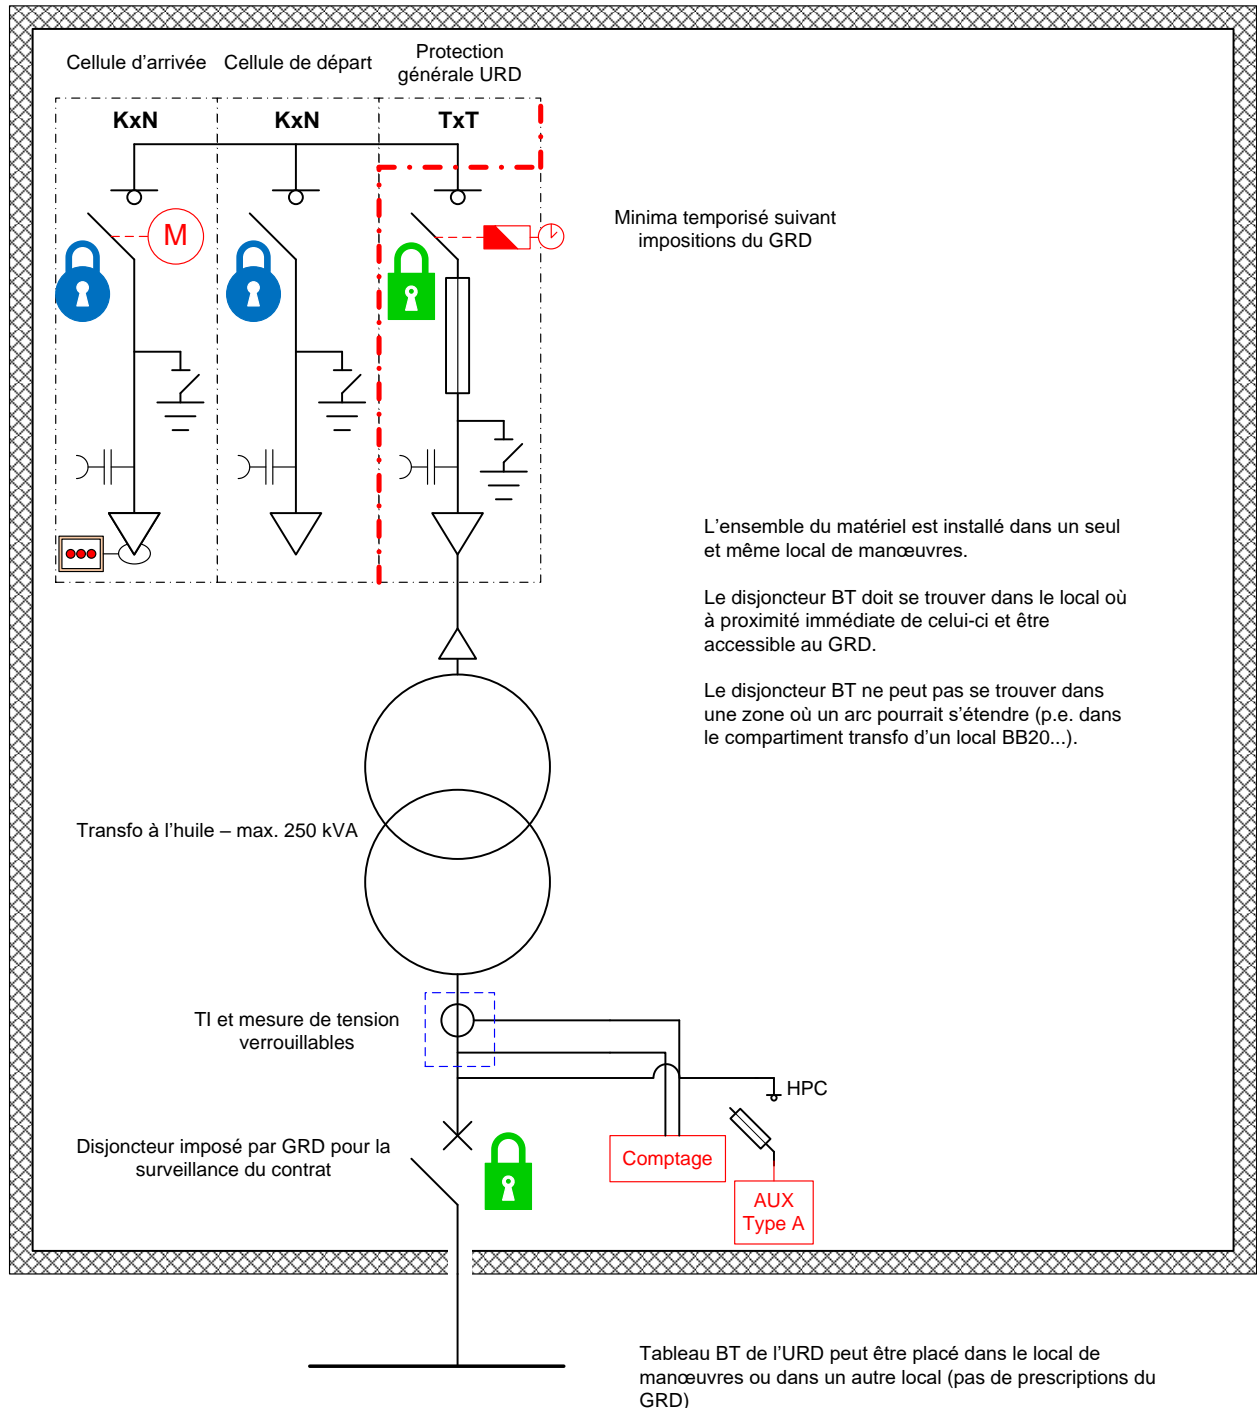 Cellule d'arrivée
Cellule de départ
Protection
générale URD
KxN
KxN
TxT
M
Minima temporisé suivant
impositions du GRD
L'ensemble du matériel est installé dans un seul
et même local de manœuvres.
Le disjoncteur BT doit se trouver dans le local où
à proximité immédiate de celui-ci et être
accessible au GRD.
Le disjoncteur BT ne peut pas se trouver dans
une zone où un arc pourrait s'étendre (p.e. dans
le compartiment transfo d'un local BB20...).
Transfo à l'huile – max. 250 kVA
TI et mesure de tension
verrouillables
HPC
Disjoncteur imposé par GRD pour la
surveillance du contrat
Comptage
AUX
Type A
Tableau BT de l'URD peut être placé dans le local de
manœuvres ou dans un autre local (pas de prescriptions du
GRD)